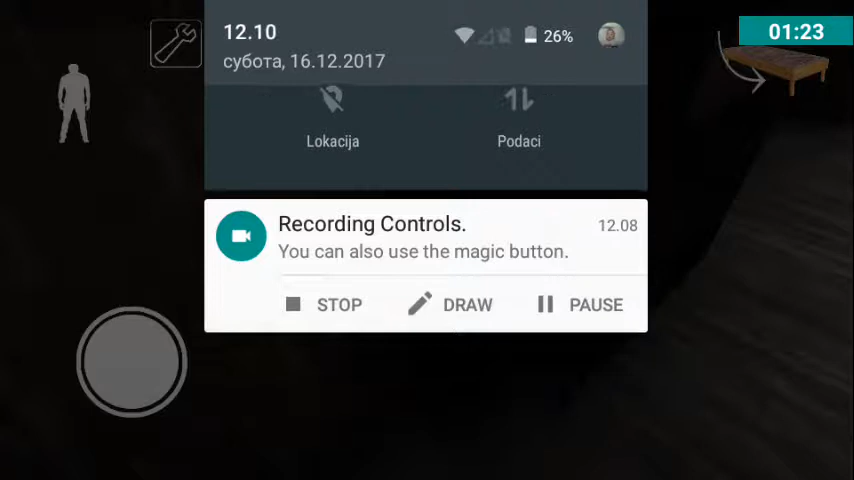 12.10
26%
01:23
субота, 16.12.2017
Lokacija
Podaci
Recording Controls.
12.08
You can also use the magic button.
STOP
DRAW
PAUSE